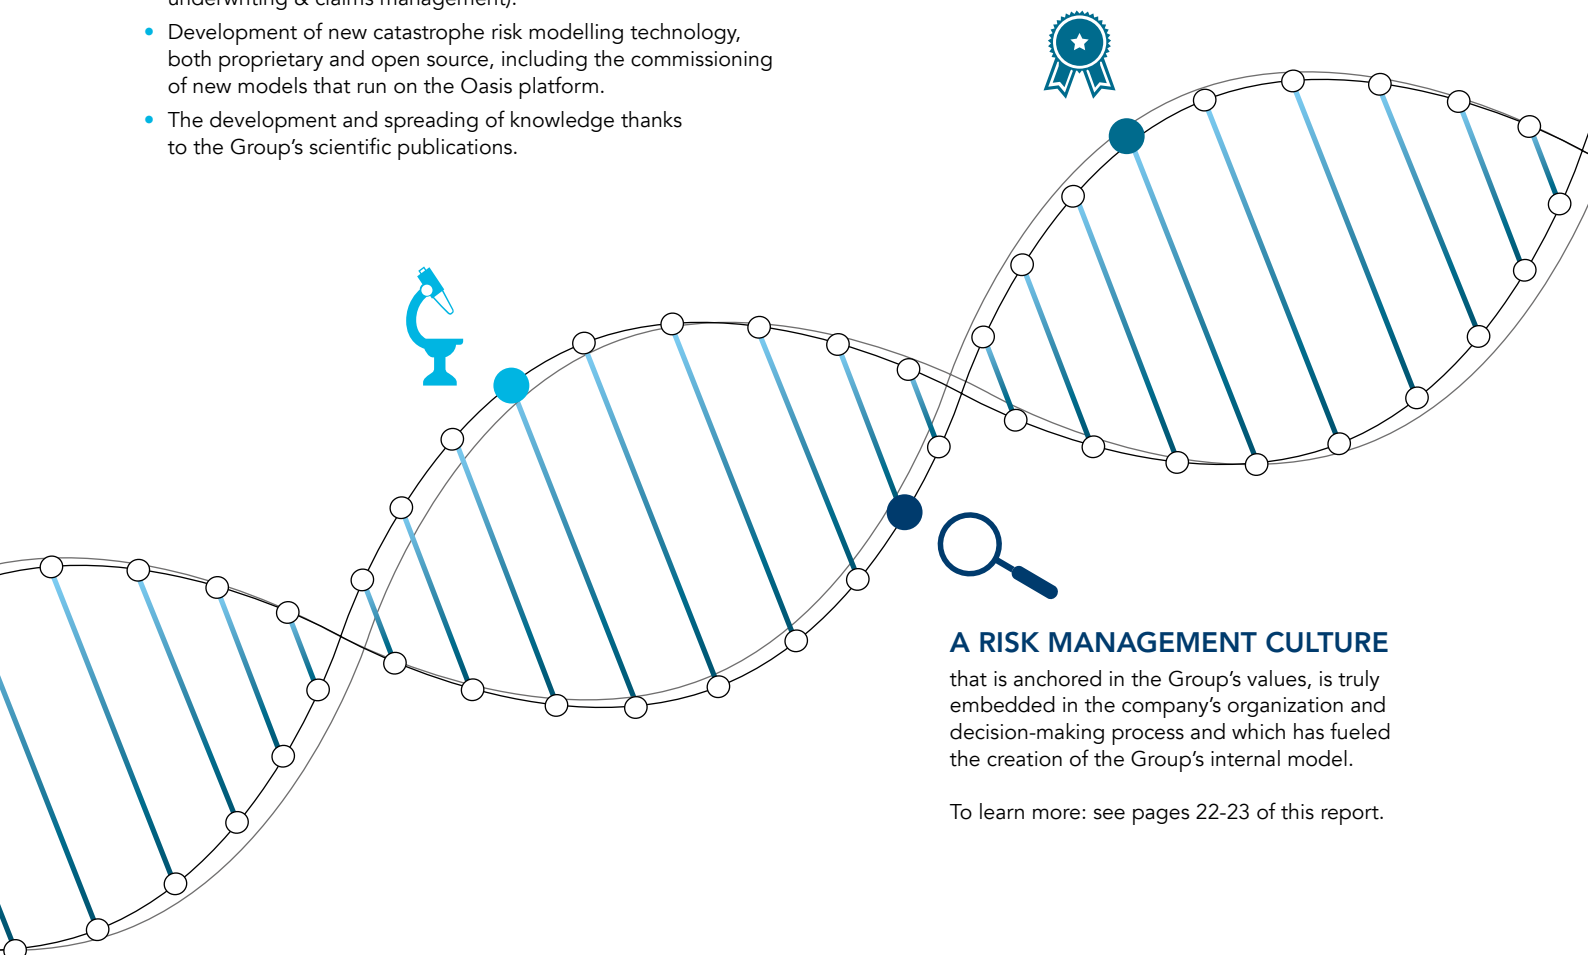 underwriting & claims management).
• Development of new catastrophe risk modelling technology,
both proprietary and open source, including the commissioning
of new models that run on the Oasis platform.
• The development and spreading of knowledge thanks
to the Group’s scientific publications.
A RISK MANAGEMENT CULTURE
that is anchored in the Group’s values, is truly
embedded in the company’s organization and
decision-making process and which has fueled
the creation of the Group’s internal model.
To learn more: see pages 22-23 of this report.